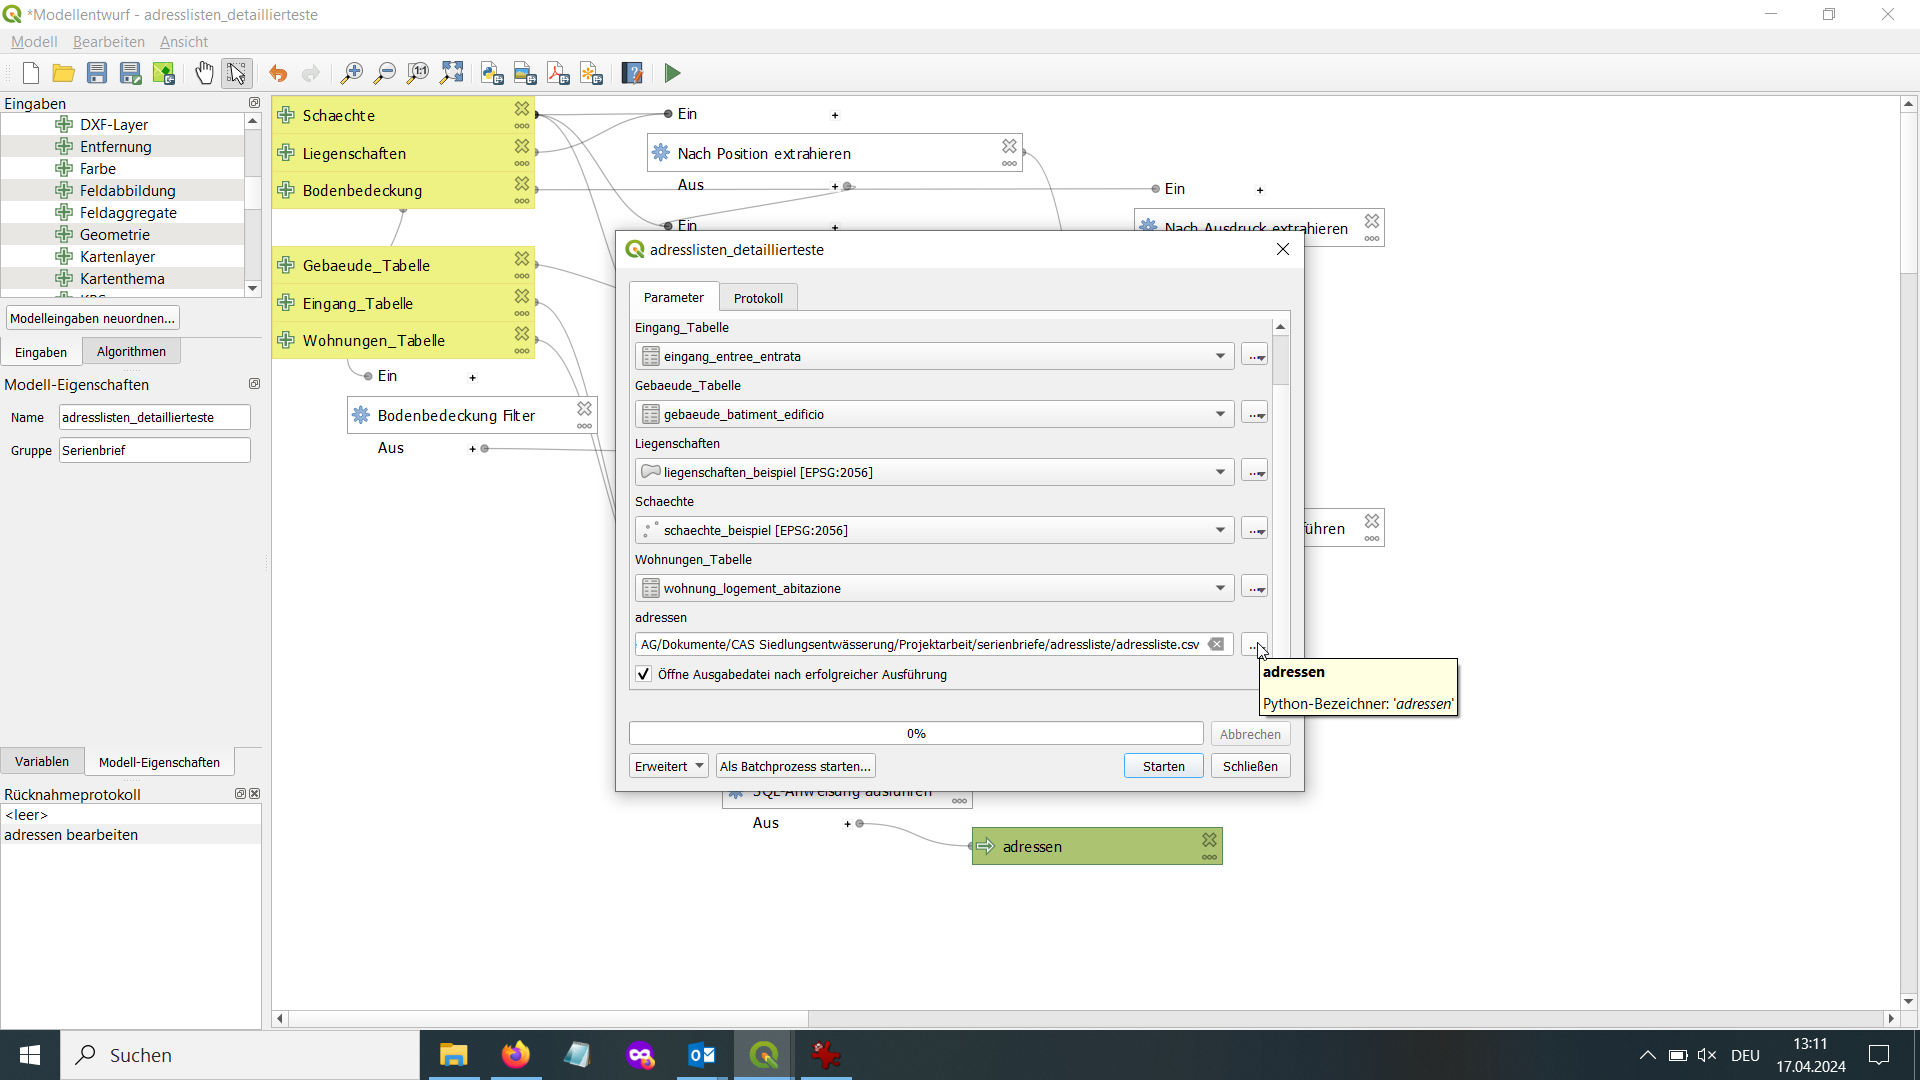 *Modellentwurf - adresslisten_detaillierteste
Modell Bearbeiten Ansicht
Eingaben
DXF-Layer
Entfernung
Farbe
Feldabbildung
Feldaggregate
Geometrie
Kartenlayer
Kartenthema
Modelleingaben neuordnen...
Eingaben Algorithmen
Modell-Eigenschaften
Name adresslisten_detaillierteste
Gruppe Serienbrief
Variablen Modell-Eigenschaften
Rücknahmeprotokoll
<leer>
adressen bearbeiten
Schaechte
Liegenschaften
Bodenbedeckung
Gebaeude_Tabelle
Eingang_Tabelle
Wohnungen_Tabelle
Ein +
Bodenbedeckung Filter
Aus +
Ein +
Nach Position extrahieren
Aus +
Ein +
Ein +
Nach Ausdruck extrahieren
ühren
adresslisten_detaillierteste
Parameter Protokoll
Eingang_Tabelle
eingang_entree_entrata ...
Gebaeude_Tabelle
gebaeude_batiment_edificio ...
Liegenschaften
liegenschaften_beispiel [EPSG:2056] ...
Schaechte
schaechte_beispiel [EPSG:2056] ...
Wohnungen_Tabelle
wohnung_logement_abitazione ...
adressen
AG/Dokumente/CAS Siedlungsentwässerung/Projektarbeit/serienbriefe/adressliste/adressliste.csv
Öffne Ausgabedatei nach erfolgreicher Ausführung
adressen
Python-Bezeichner: 'adressen'
0% Abbrechen
Erweitert Als Batchprozess starten... Starten Schließen
SQL-Anweisung ausführen
Aus +
adressen
Suchen
DEU
13:11
17.04.2024